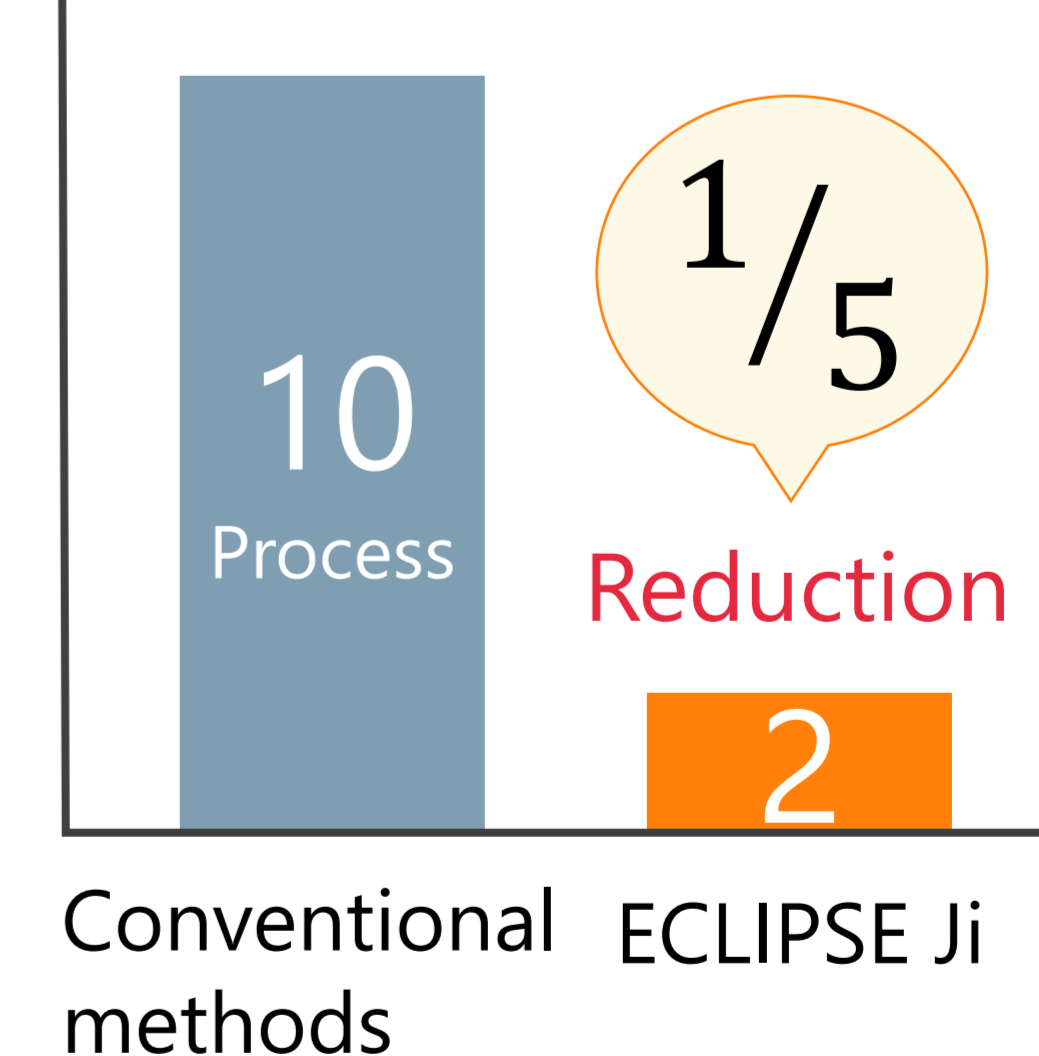 10
Process
1/5
Reduction
2
Conventional
methods
ECLIPSE Ji